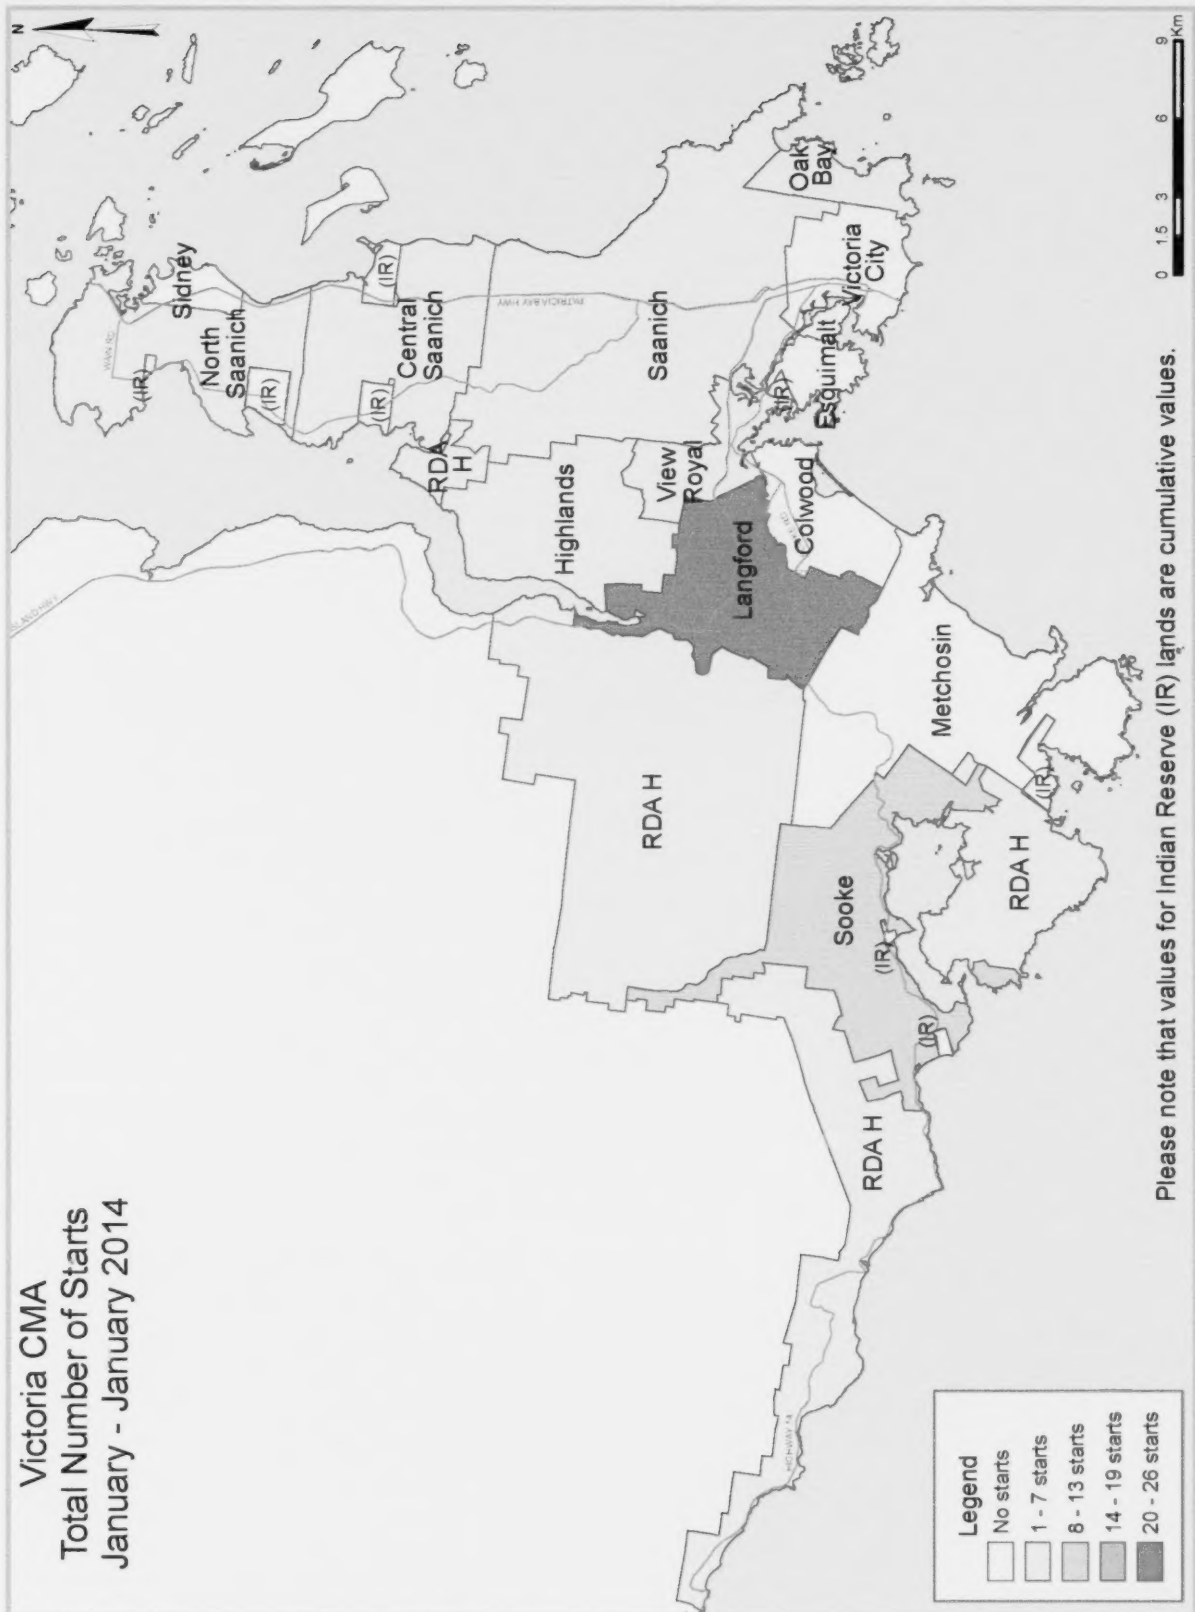 Victoria CMA
Total Number of Starts
January - January 2014
N
WAIN RD
(IR)
Sidney
North
Saanich
(IR)
(IR)
Central
Saanich
(IR)
RDA
H
PATRICIA BAY HWY
Highlands
Saanich
View
Royal
Oak
Bay
Victoria
City
(IR)
Esquimalt
Langford
Colwood
RDA H
Metchosin
(IR)
Sooke
(IR)
RDA H
(IR)
RDA H
HIGHWAY 14
Legend
No starts
1 - 7 starts
8 - 13 starts
14 - 19 starts
20 - 26 starts
0 1.5 3 6 9
Km
Please note that values for Indian Reserve (IR) lands are cumulative values.